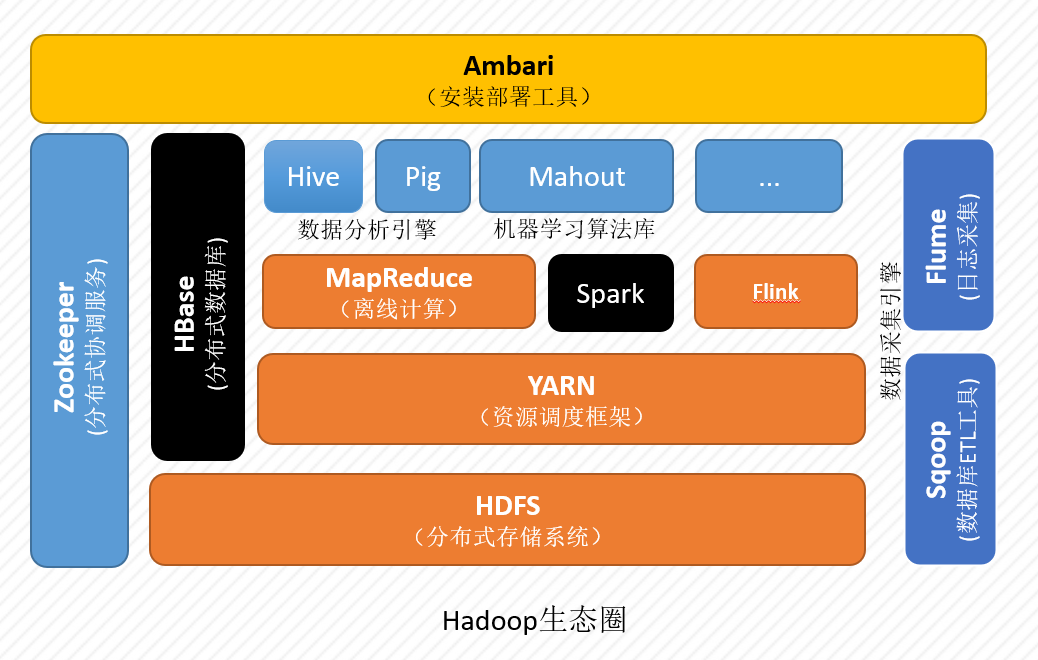 Ambari
（安装部署工具）
Zookeeper
(分布式协调服务)
HBase
(分布式数据库)
Hive
Pig
Mahout
...
数据分析引擎
机器学习算法库
MapReduce
（离线计算）
Spark
Flink
YARN
（资源调度框架）
HDFS
（分布式存储系统）
数据采集引擎
Flume
(日志采集)
Sqoop
(数据库ETL工具)
Hadoop生态圈